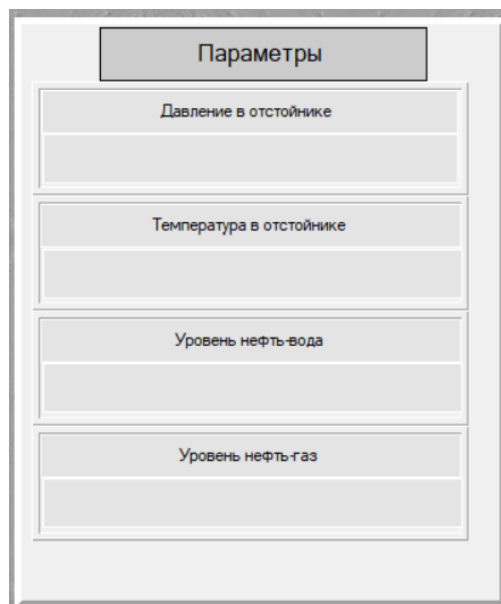 Параметры
Давление в отстойнике
Температура в отстойнике
Уровень нефть-вода
Уровень нефть-газ